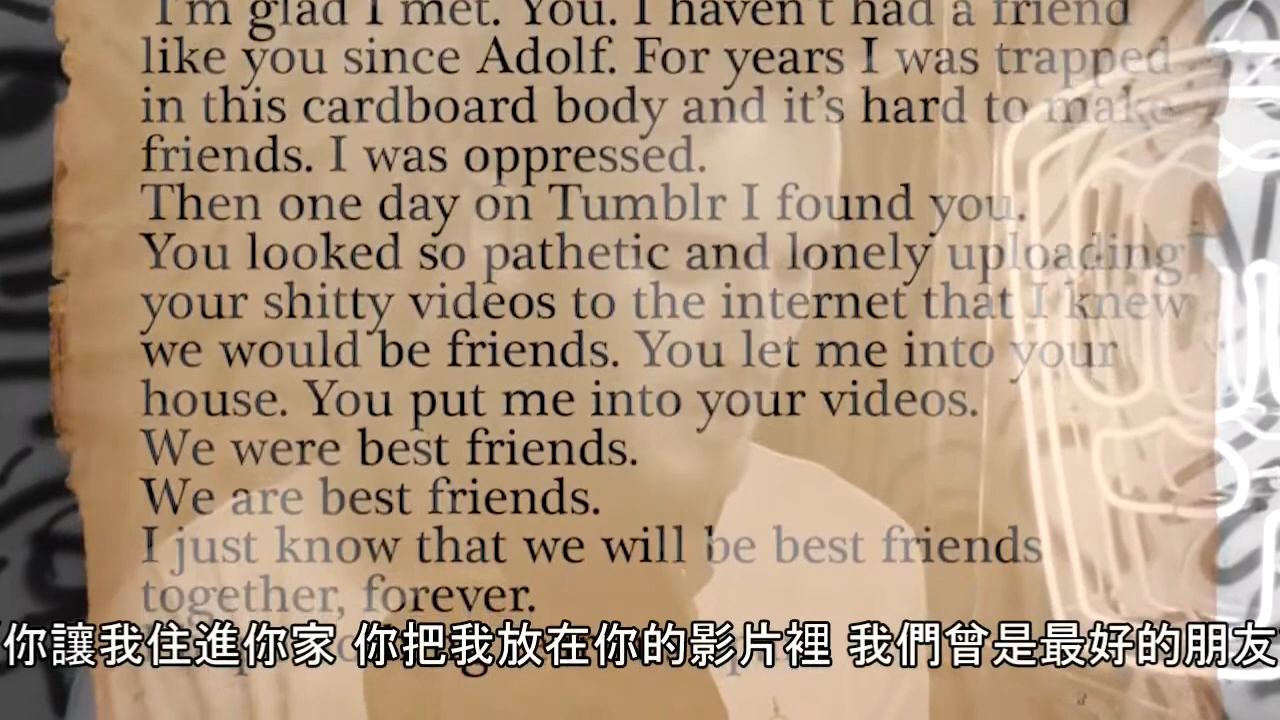 I'm glad I met. You. I haven't had a friend
like you since Adolf. For years I was trapped
in this cardboard body and it's hard to make
friends. I was oppressed.
Then one day on Tumblr I found you.
You looked so pathetic and lonely uploading
your shitty videos to the internet that I knew
we would be friends. You let me into your
house. You put me into your videos.
We were best friends.
We are best friends.
I just know that we will be best friends
together, forever.
你讓我住進你家 你把我放在你的影片裡 我們曾是最好的朋友